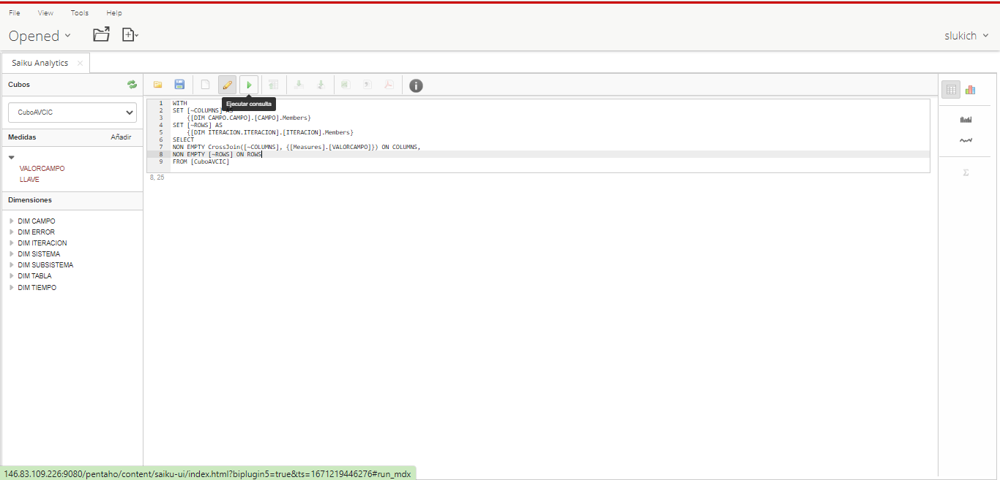 File View Tools Help
Opened
slukich
Saiku Analytics
Cubos
CuboAVCIC
Medidas Añadir
VALORCAMPO
LLAVE
Dimensiones
DIM CAMPO
DIM ERROR
DIM ITERACION
DIM SISTEMA
DIM SUBSISTEMA
DIM TABLA
DIM TIEMPO
Ejecutar consulta
1 WITH
2 SET [~COLUMNS] AS
3 {[DIM CAMPO.CAMPO].[CAMPO].Members}
4 SET [~ROWS] AS
5 {[DIM ITERACION.ITERACION].[ITERACION].Members}
6 SELECT
7 NON EMPTY CrossJoin([~COLUMNS], {[Measures].[VALORCAMPO]}) ON COLUMNS,
8 NON EMPTY [~ROWS] ON ROWS
9 FROM [CuboAVCIC]
8, 25
Σ
146.83.109.226:9080/pentaho/content/saiku-ui/index.html?biplugin5=true&ts=1671219446276#run_mdx